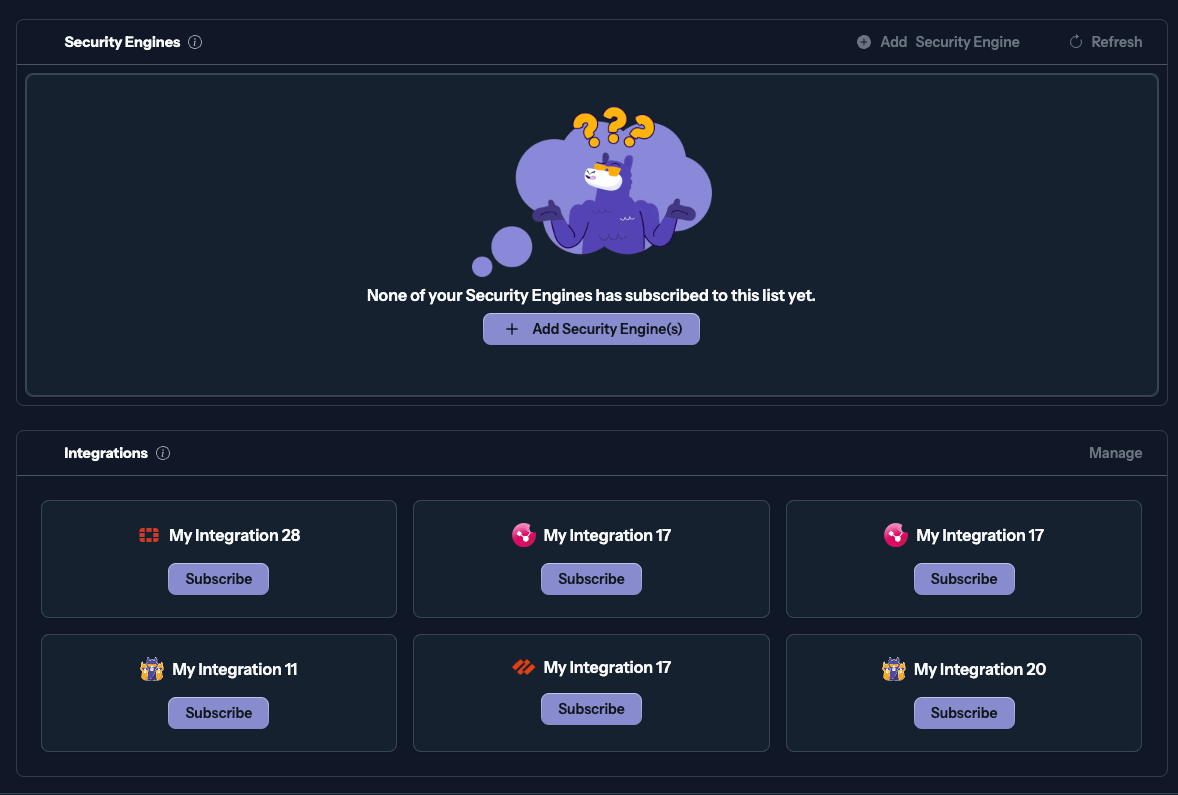 Security Engines
Add Security Engine
Refresh
???
None of your Security Engines has subscribed to this list yet.
+ Add Security Engine(s)
Integrations
Manage
My Integration 28
My Integration 17
My Integration 17
Subscribe
Subscribe
Subscribe
My Integration 11
My Integration 17
My Integration 20
Subscribe
Subscribe
Subscribe